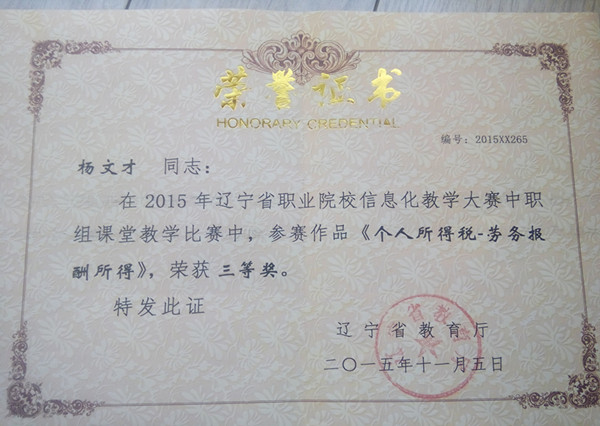 荣誉证书
HONORARY CREDENTIAL
编号：2015XX265
杨文才 同志：
在 2015 年辽宁省职业院校信息化教学大赛中职
组课堂教学比赛中，参赛作品《个人所得税-劳务报
酬所得》，荣获 三等奖。
特发此证
辽宁省教育厅
二〇一五年十一月五日